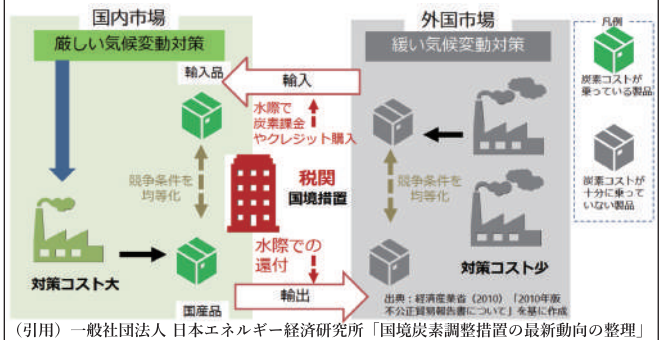 国内市場
厳しい気候変動対策
輸入品
輸入
水際で
炭素課金
やクレジット購入
競争条件を
均等化
税関
国境措置
対策コスト大
国産品
水際での
還付
輸出
外国市場
緩い気候変動対策
競争条件を
均等化
対策コスト少
出典：経済産業省（2010）「2010年版
不公正貿易報告書について」を基に作成
凡例
炭素コストが
乗っている製品
炭素コストが
十分に乗って
いない製品
（引用）一般社団法人 日本エネルギー経済研究所「国境炭素調整措置の最新動向の整理」